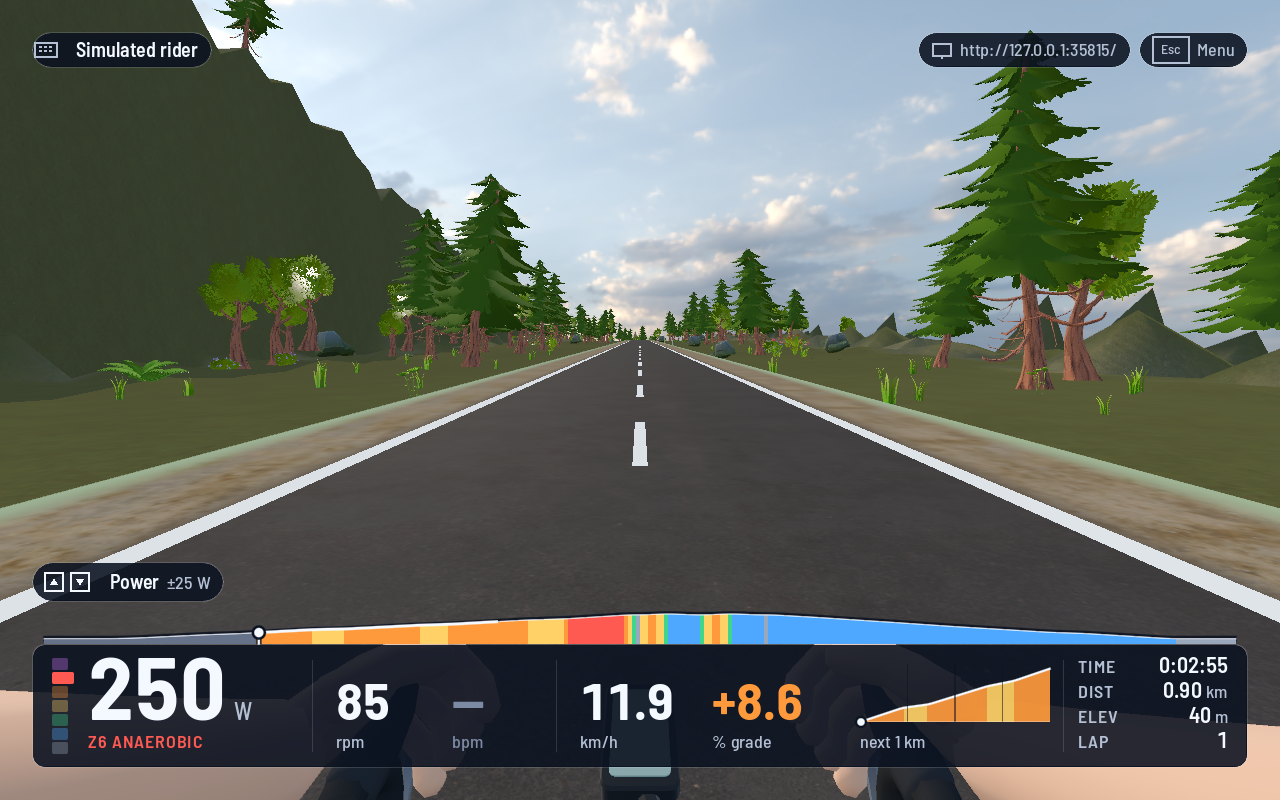 Simulated rider
http://127.0.0.1:35815/
Esc Menu
Power ±25 W
250 W
Z6 ANAEROBIC
85
rpm
—
bpm
11.9
km/h
+8.6
% grade
next 1 km
TIME 0:02:55
DIST 0.90 km
ELEV 40 m
LAP 1